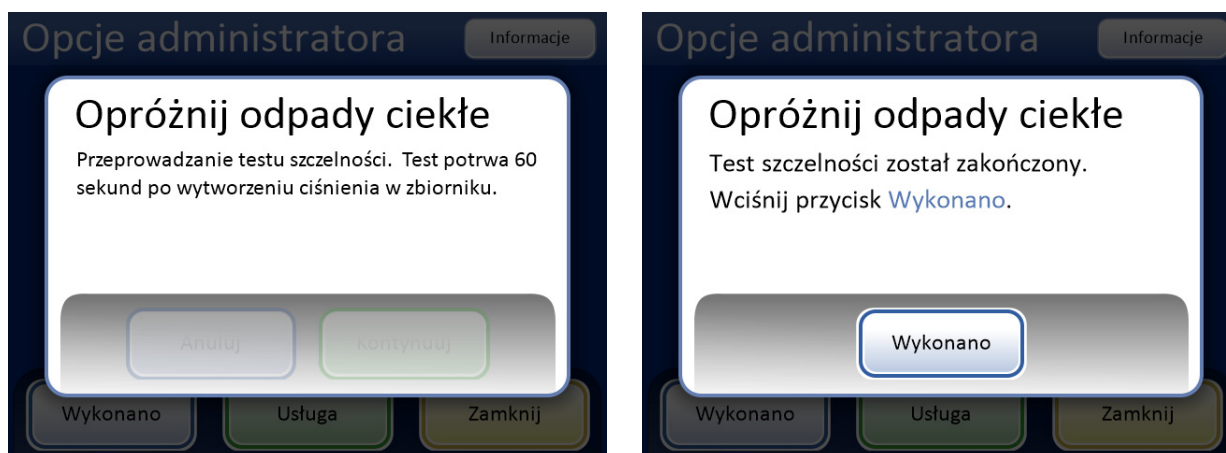 Opcje administratora
Informacje
Opróżnij odpady ciekłe
Przeprowadzanie testu szczelności. Test potrwa 60
sekund po wytworzeniu ciśnienia w zbiorniku.
Anuluj
Kontynuuj
Wykonano
Usługa
Zamknij
Opcje administratora
Informacje
Opróżnij odpady ciekłe
Test szczelności został zakończony.
Wciśnij przycisk Wykonano.
Wykonano
Wykonano
Usługa
Zamknij